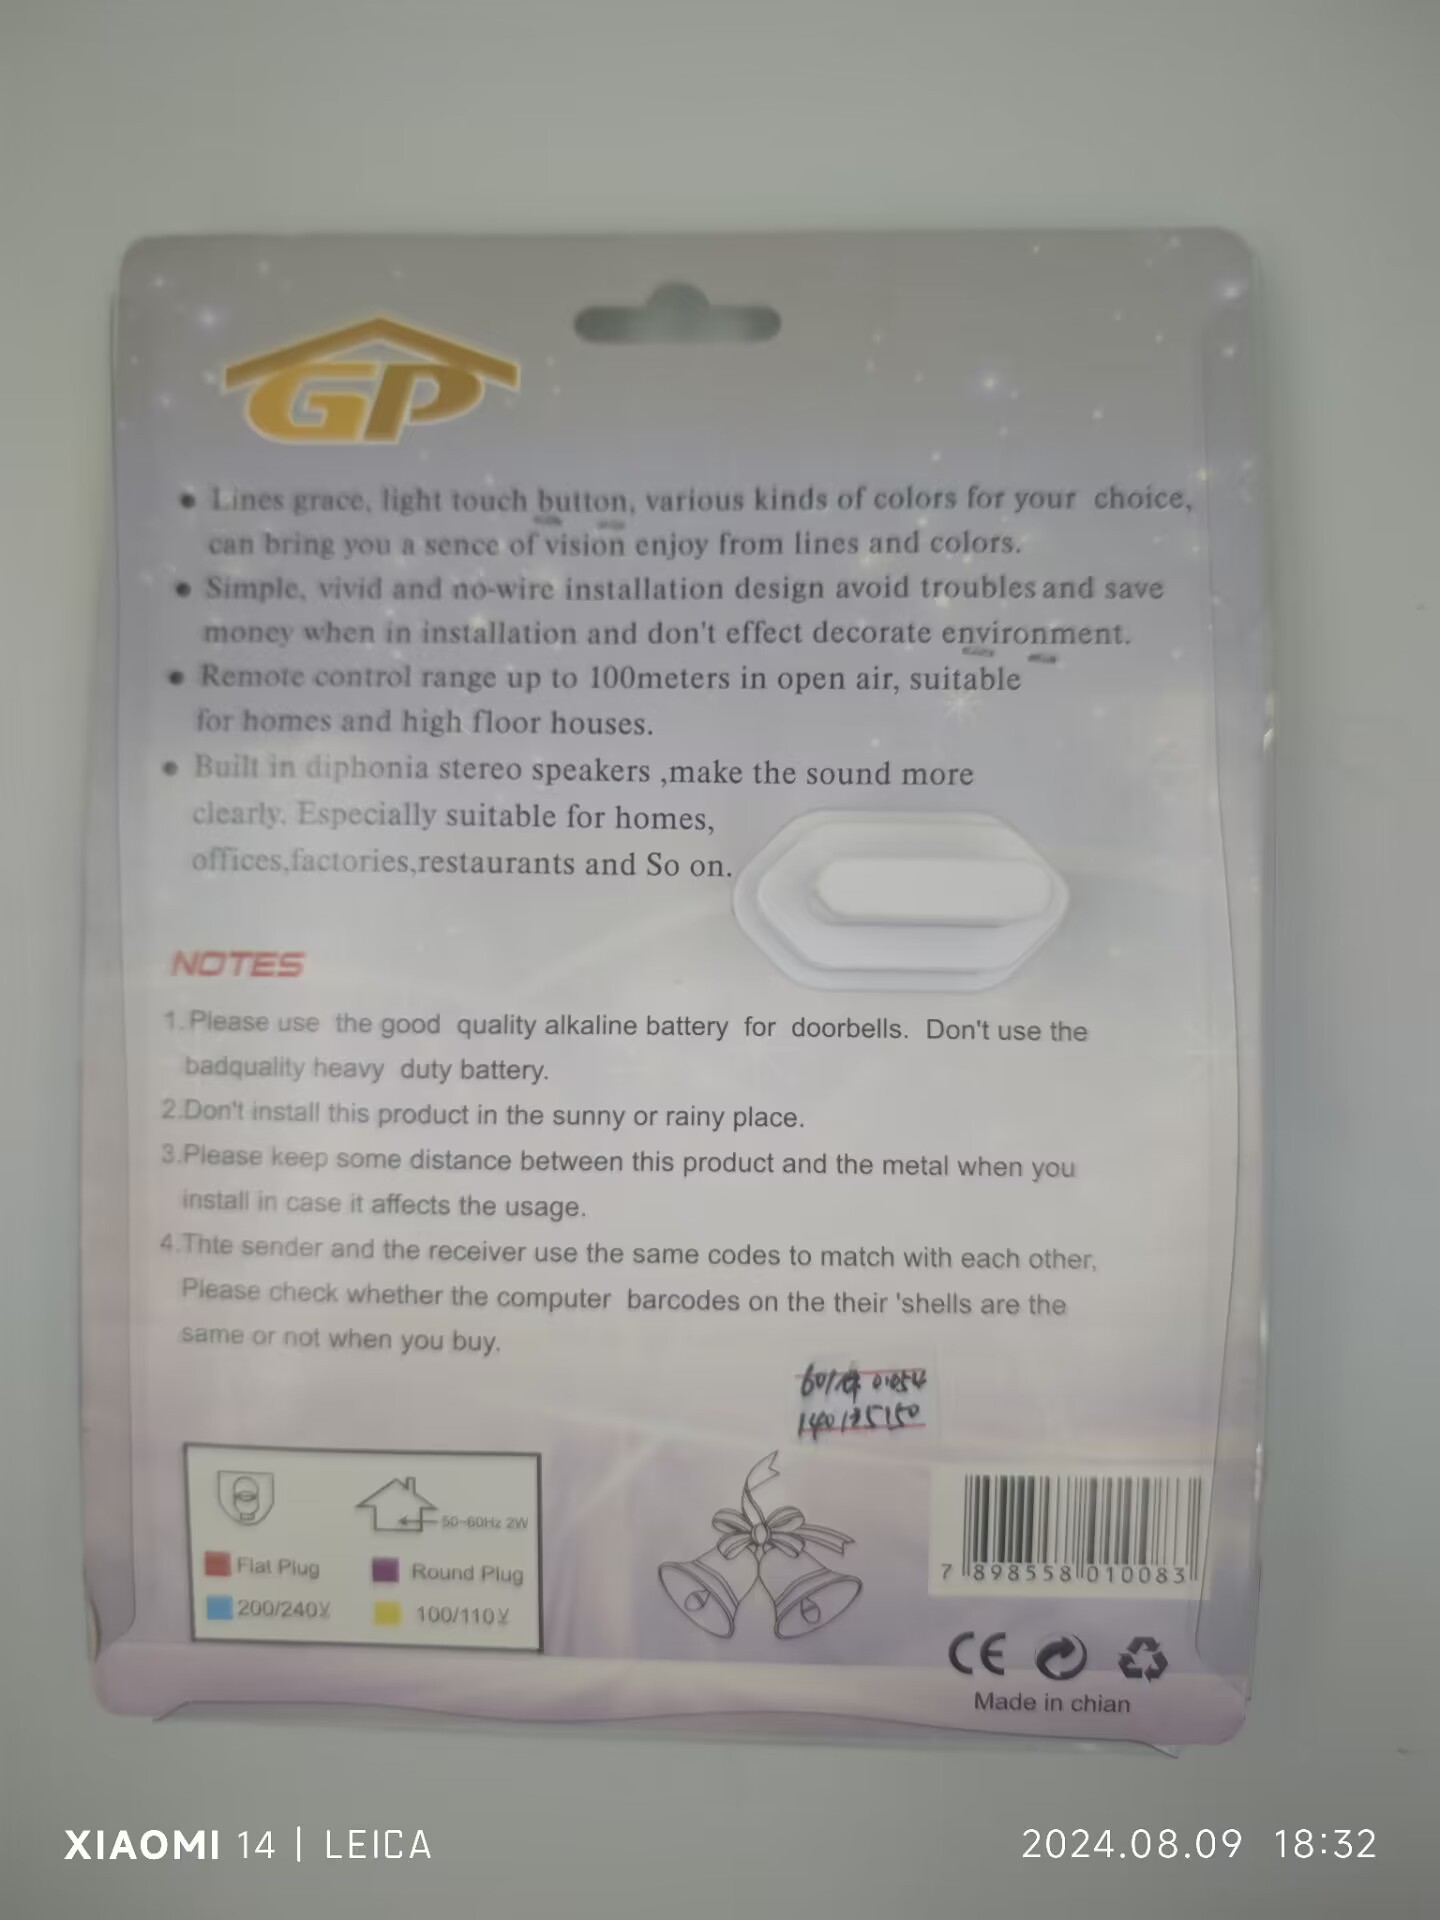 GP
● Lines grace, light touch button, various kinds of colors for your choice,
can bring you a sence of vision enjoy from lines and colors.
● Simple, vivid and no-wire installation design avoid troubles and save
money when in installation and don't effect decorate environment.
● Remote control range up to 100meters in open air, suitable
for homes and high floor houses.
● Built in diphonia stereo speakers ,make the sound more
clearly. Especially suitable for homes,
offices,factories,restaurants and So on.
NOTES
1.Please use the good quality alkaline battery for doorbells. Don't use the
badquality heavy duty battery.
2.Don't install this product in the sunny or rainy place.
3.Please keep some distance between this product and the metal when you
install in case it affects the usage.
4.Thte sender and the receiver use the same codes to match with each other,
Please check whether the computer barcodes on the their 'shells are the
same or not when you buy.
50~60Hz 2W
Flat Plug Round Plug
200/240V 100/110V
7 898558 010083
CE
Made in chian
XIAOMI 14 | LEICA
2024.08.09 18:32